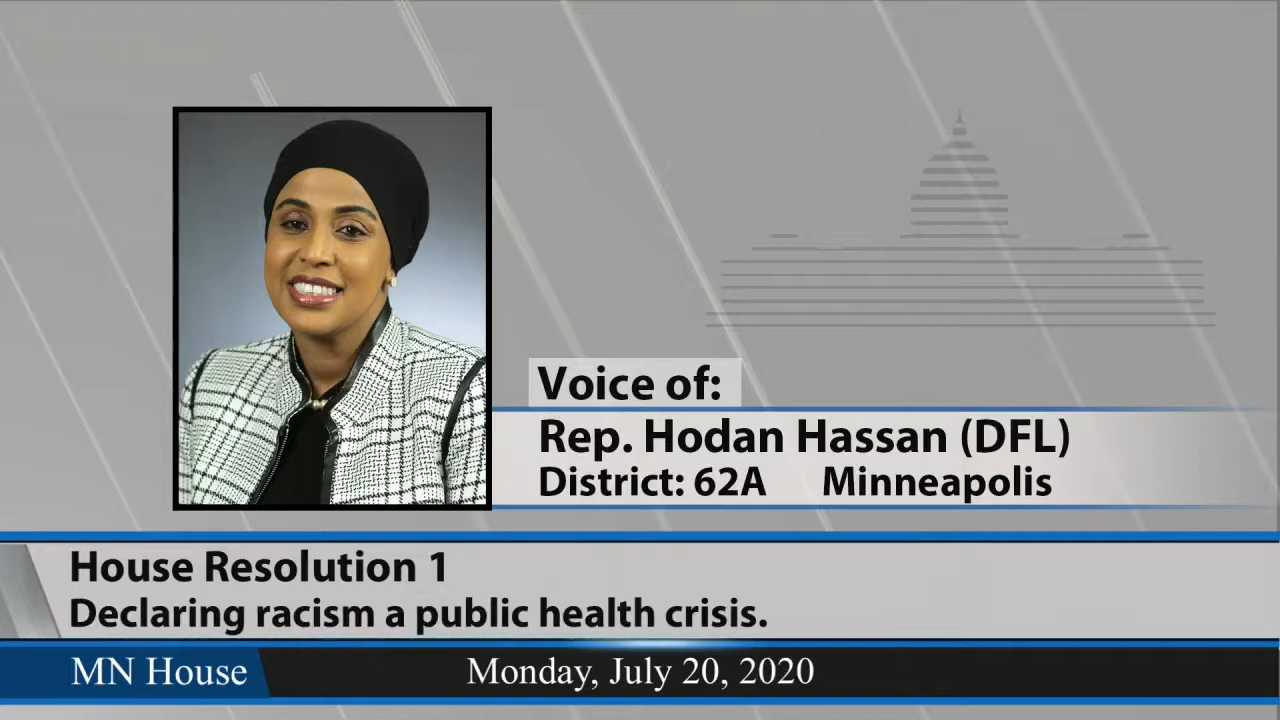 Voice of:
Rep. Hodan Hassan (DFL)
District: 62A Minneapolis
House Resolution 1
Declaring racism a public health crisis.
MN House Monday, July 20, 2020